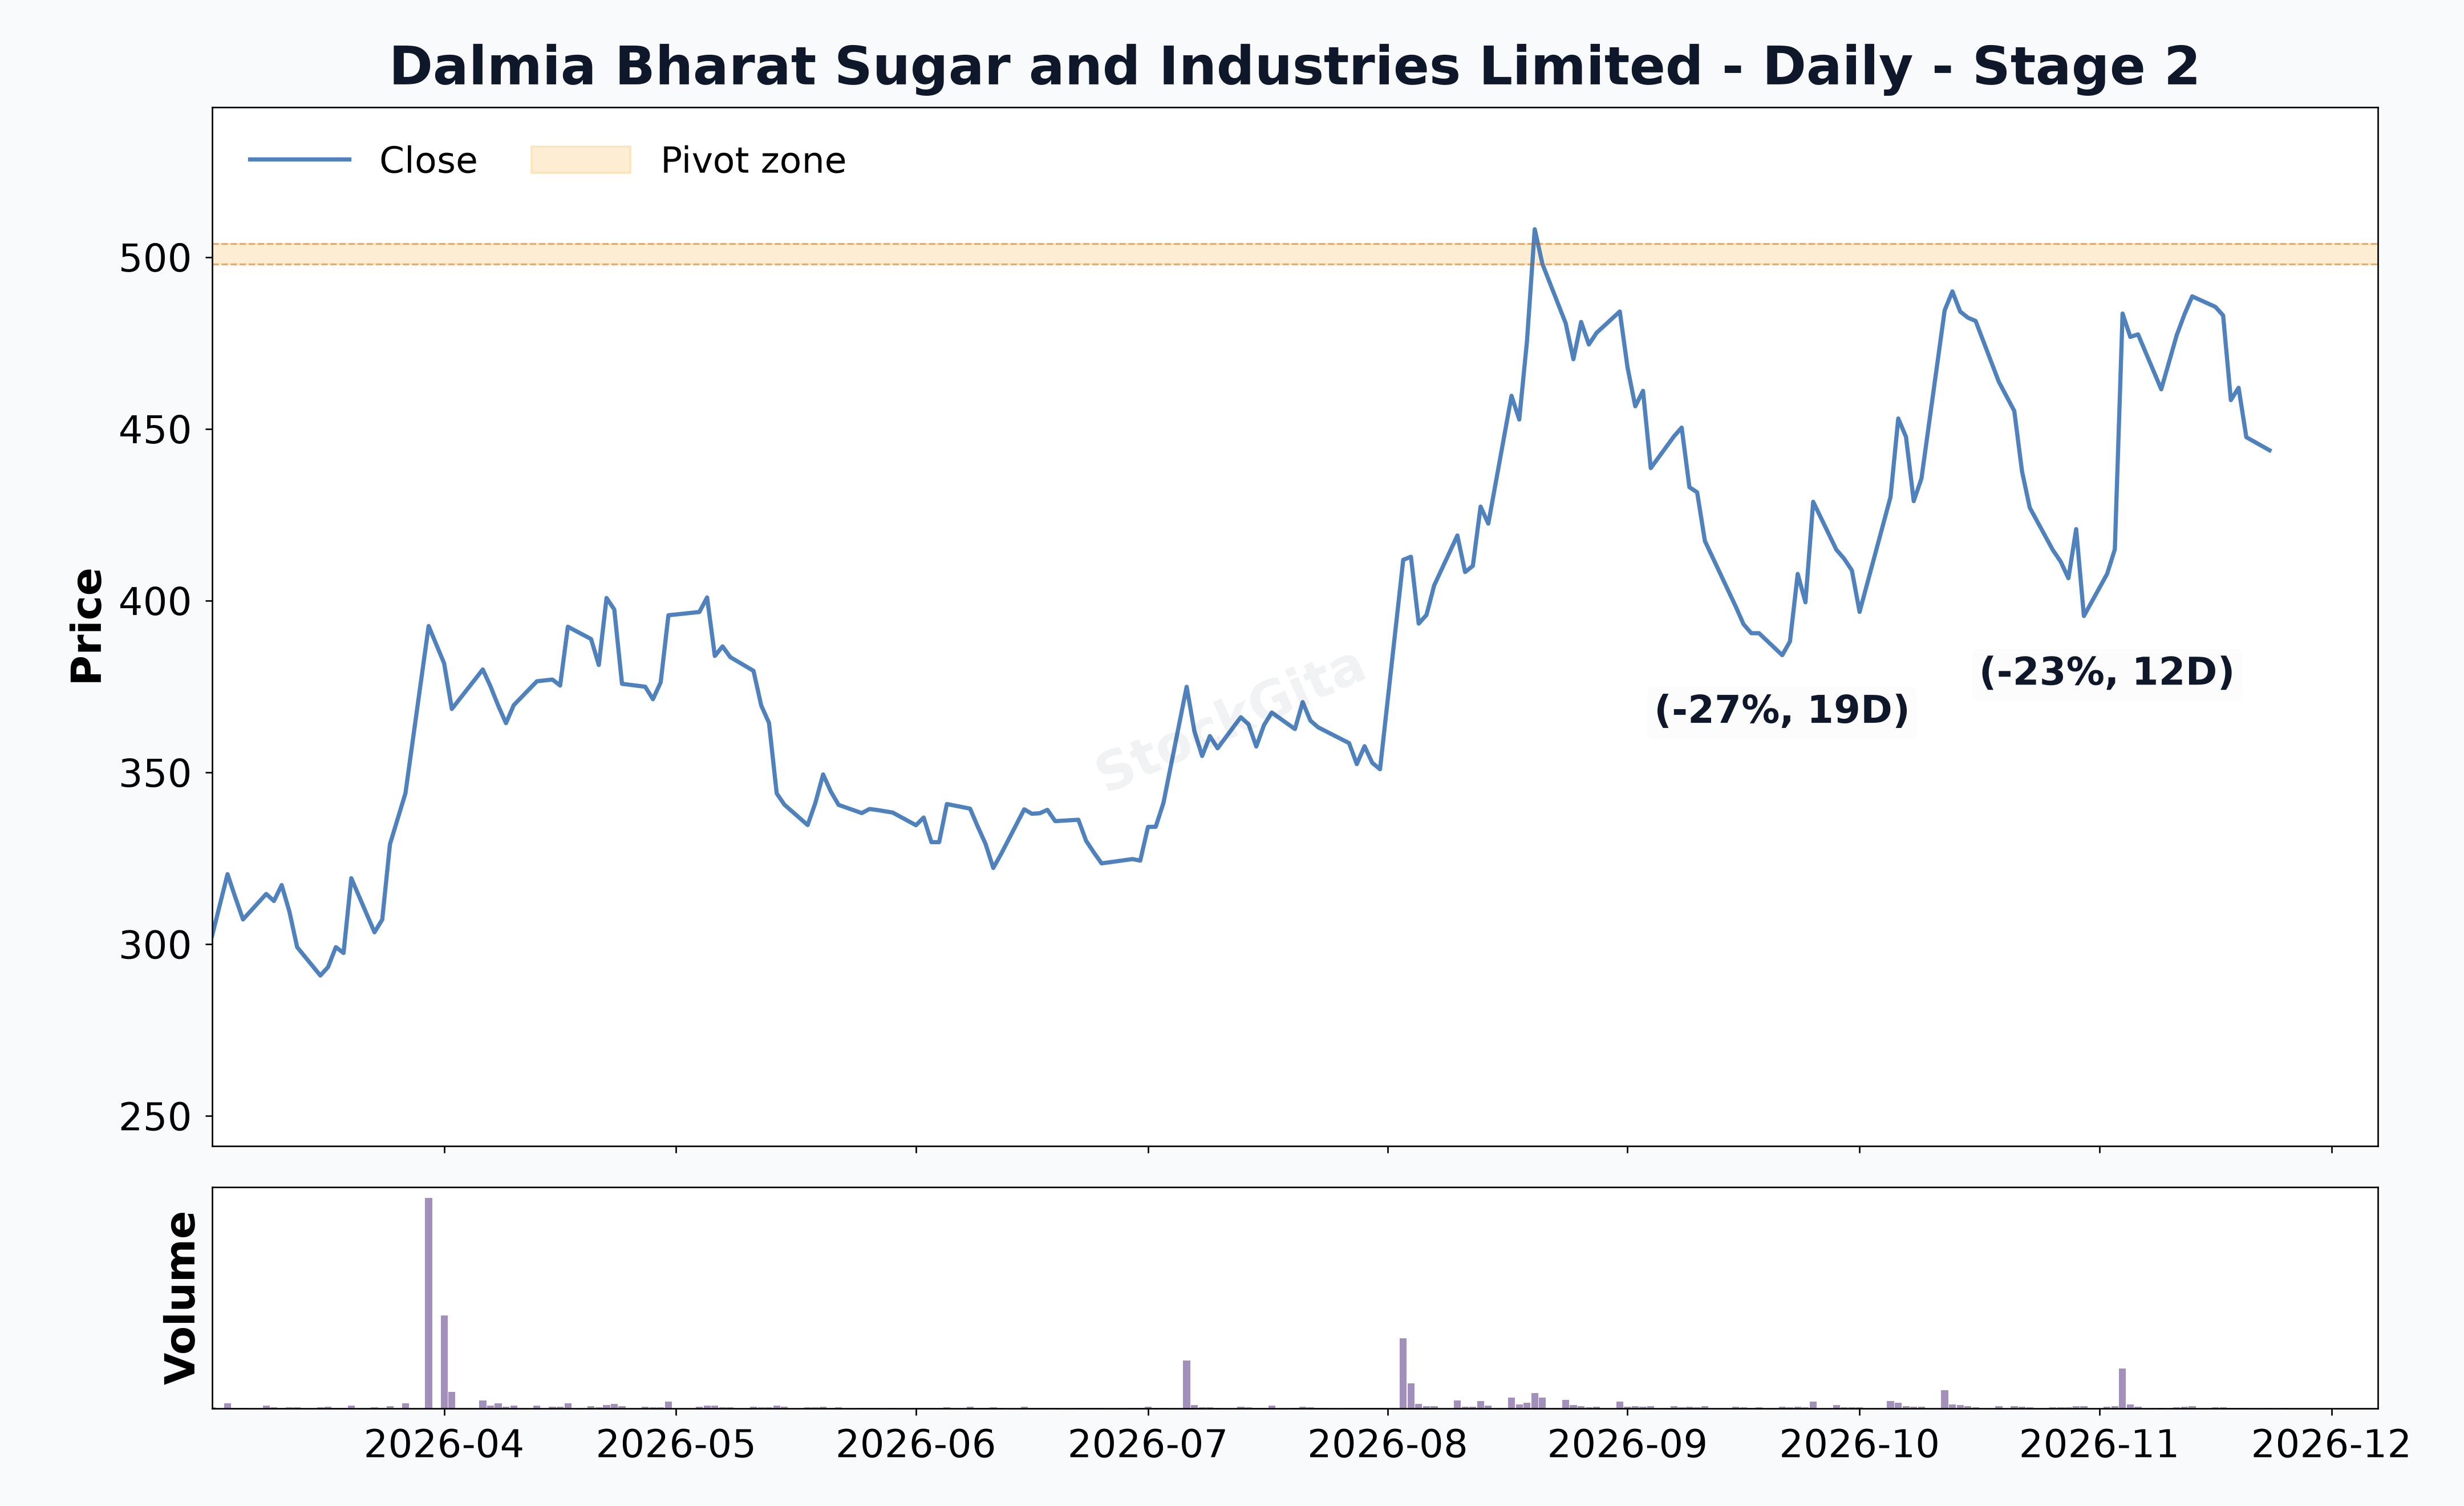 Dalmia Bharat Sugar and Industries Limited - Daily - Stage 2
Close
Pivot zone
500
450
400
350
300
250
Price
StockGita
(-27%, 19D)
(-23%, 12D)
Volume
2026-04
2026-05
2026-06
2026-07
2026-08
2026-09
2026-10
2026-11
2026-12